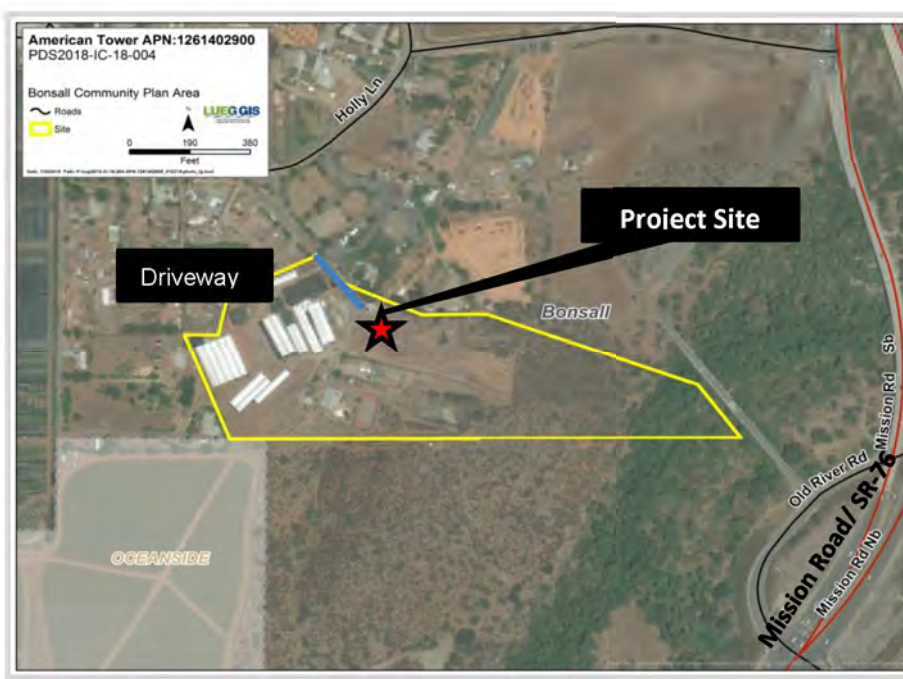 American Tower APN:1261402900
PDS2018-IC-18-004
Bonsall Community Plan Area
Roads
Site
LUEG GIS
N
0 190 380
Feet
Holly Ln
Project Site
Driveway
Bonsall
Mission Rd Sb
Old River Rd
Mission Road/ SR-76
Mission Rd Nb
OCEANSIDE